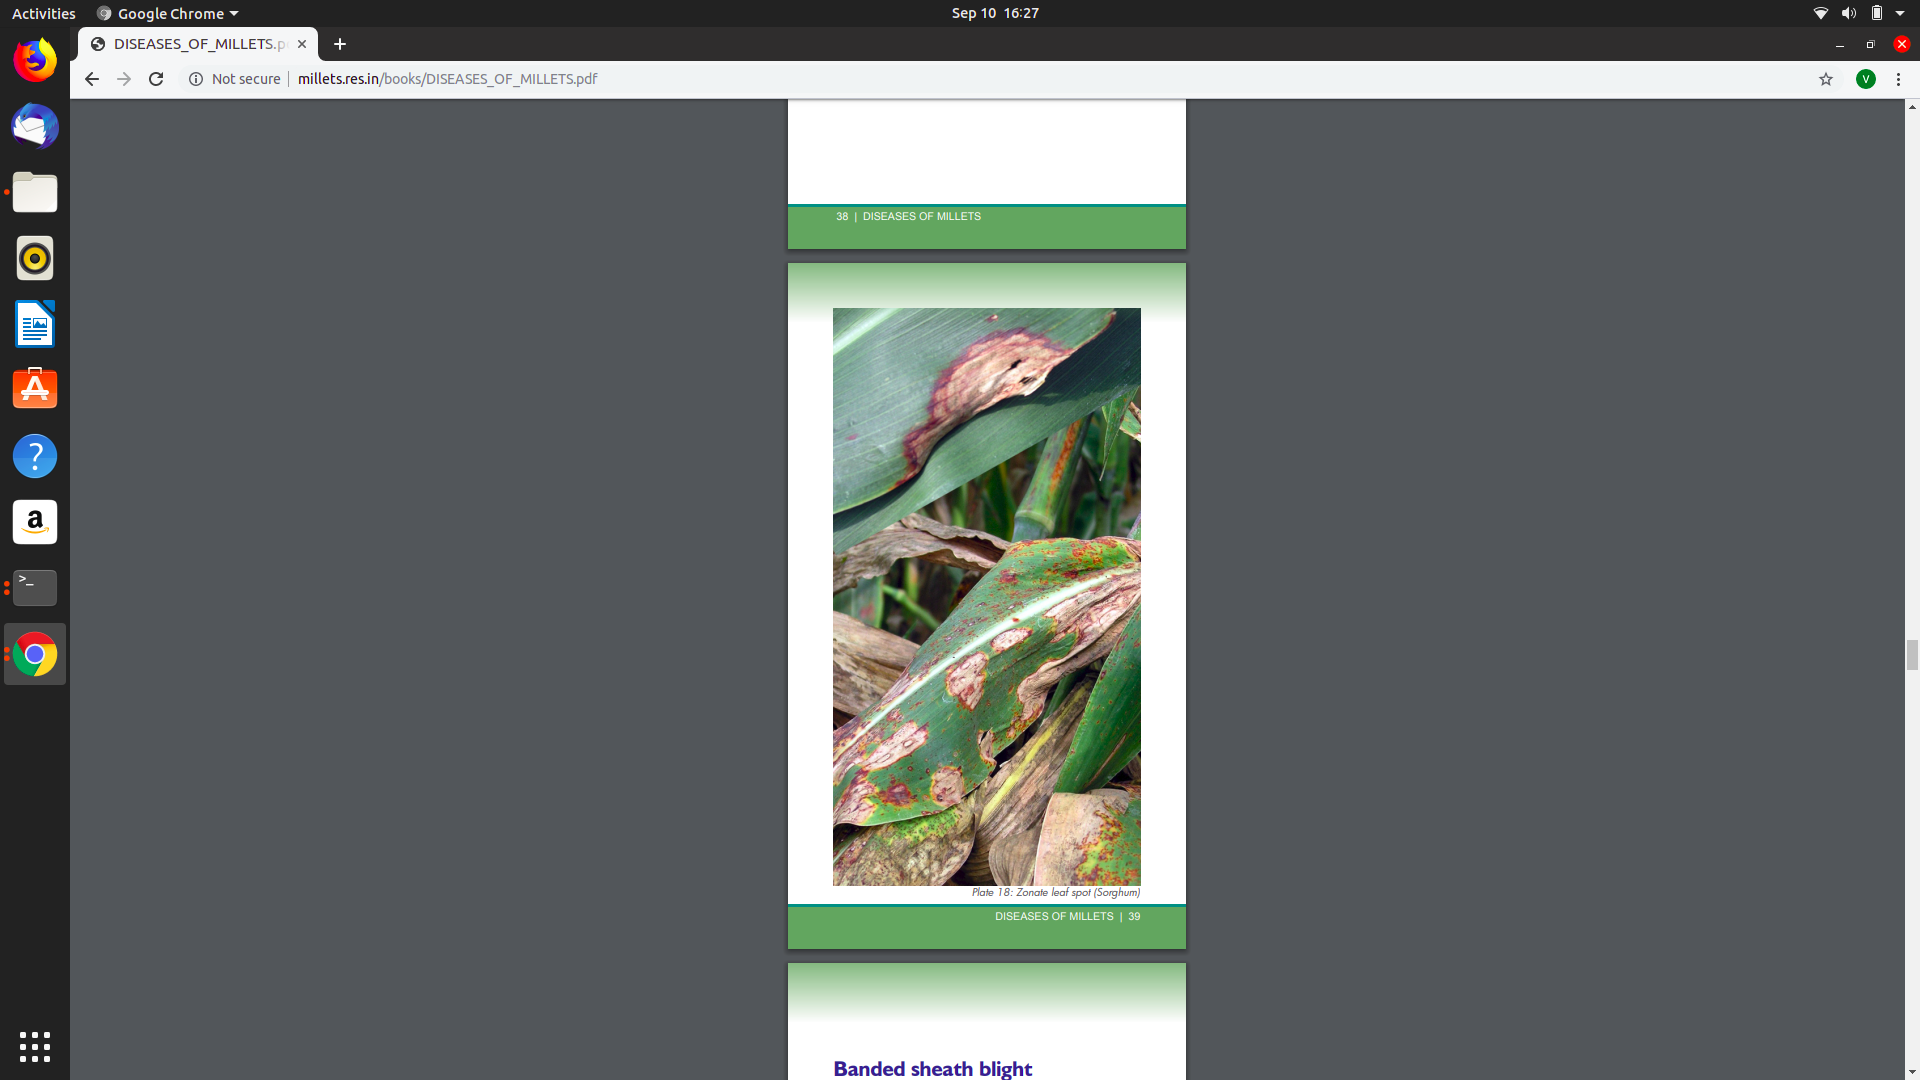 Activities
Google Chrome
Sep 10 16:27
DISEASES_OF_MILLETS.p
Not secure
millets.res.in/books/DISEASES_OF_MILLETS.pdf
V
38 | DISEASES OF MILLETS
Plate 18: Zonate leaf spot (Sorghum)
DISEASES OF MILLETS | 39
Banded sheath blight